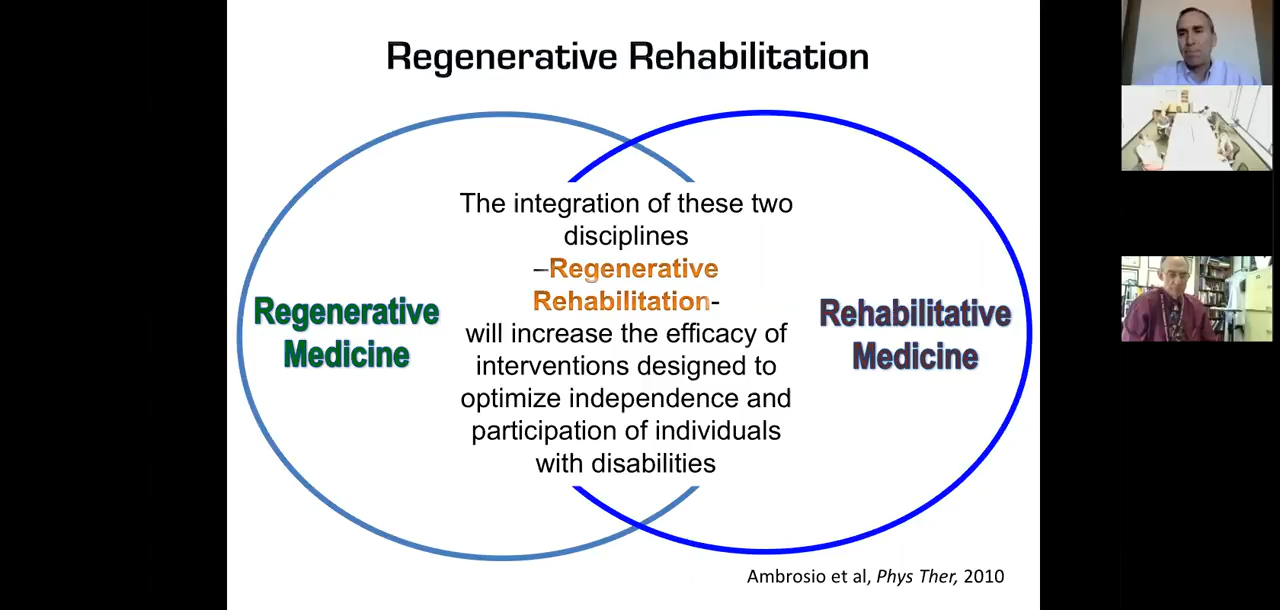 Regenerative Rehabilitation
The integration of these two
disciplines
–Regenerative
Rehabilitation-
will increase the efficacy of
interventions designed to
optimize independence and
participation of individuals
with disabilities
Regenerative
Medicine
Rehabilitative
Medicine
Ambrosio et al, Phys Ther, 2010